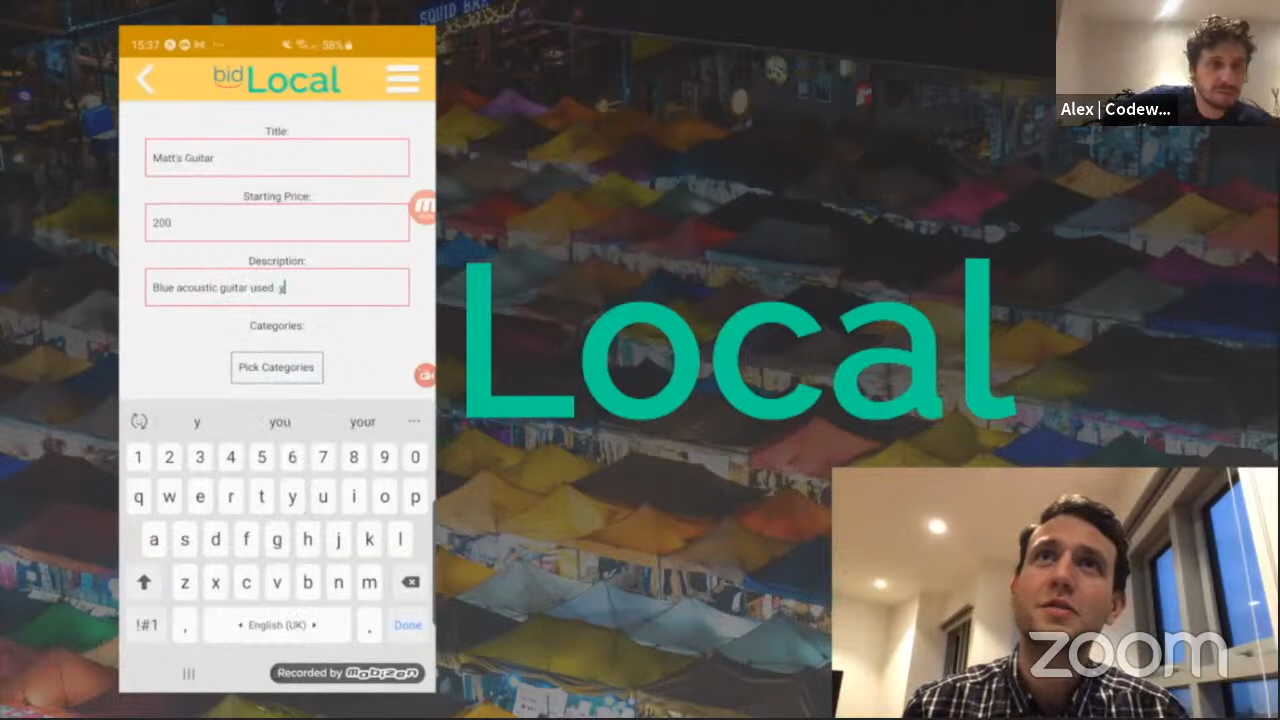 SQUID BAR
15:37
58%
bid Local
Title:
Matt's Guitar
Starting Price:
200
Description:
Blue acoustic guitar used y
Categories:
Pick Categories
y you your ...
1 2 3 4 5 6 7 8 9 0
q w e r t y u i o p
a s d f g h j k l
z x c v b n m
!#1 , English (UK) . Done
Recorded by MOBIZEN
Local
Alex | Codew...
zoom